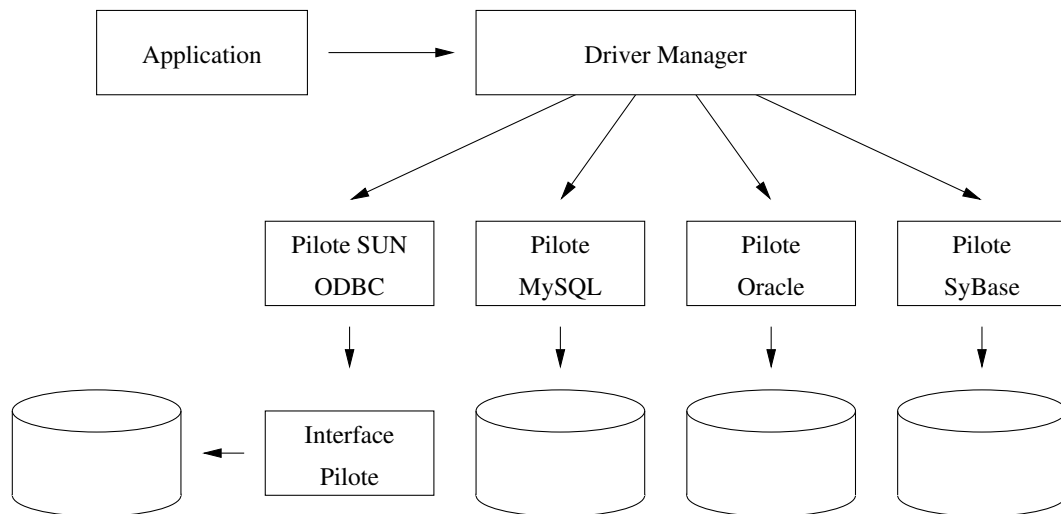 Application
Driver Manager
Pilote SUN
ODBC
Pilote
MySQL
Pilote
Oracle
Pilote
SyBase
Interface
Pilote